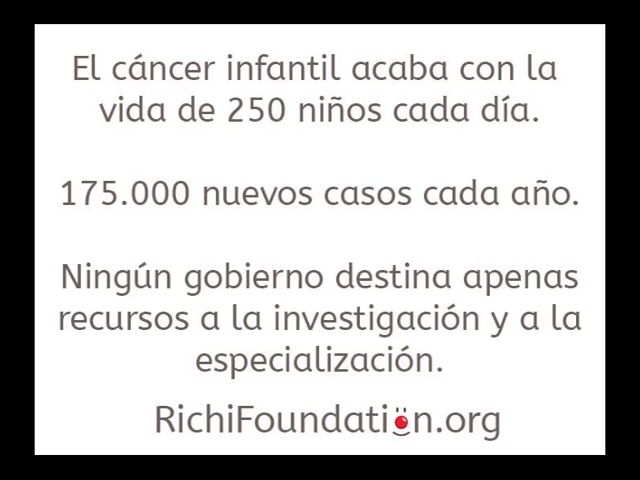 El cáncer infantil acaba con la
vida de 250 niños cada día.
175.000 nuevos casos cada año.
Ningún gobierno destina apenas
recursos a la investigación y a la
especialización.
RichiFoundation.org